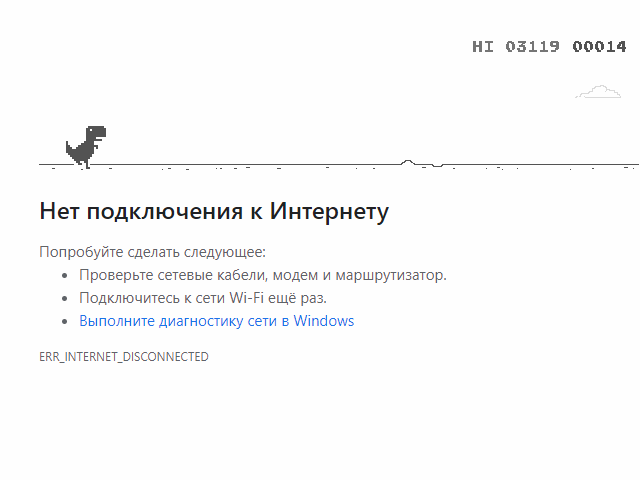 HI 03119 00014
Нет подключения к Интернету
Попробуйте сделать следующее:
Проверьте сетевые кабели, модем и маршрутизатор.
Подключитесь к сети Wi-Fi ещё раз.
Выполните диагностику сети в Windows
ERR_INTERNET_DISCONNECTED